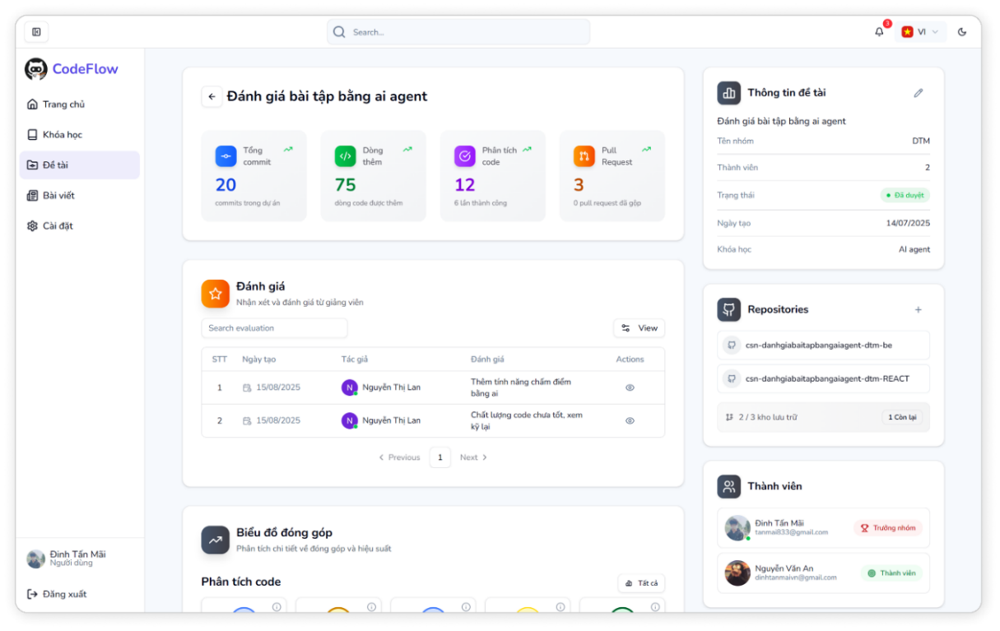 Search...
3
VI
CodeFlow
Trang chủ
Khóa học
Đề tài
Bài viết
Cài đặt
Đinh Tấn Mãi
Người dùng
Đăng xuất
Đánh giá bài tập bằng ai agent
Tổng commit
20
commits trong dự án
Dòng thêm
75
dòng code được thêm
Phân tích code
12
6 lần thành công
Pull Request
3
0 pull request đã gộp
Đánh giá
Nhận xét và đánh giá từ giảng viên
Search evaluation
View
STT Ngày tạo Tác giả Đánh giá Actions
1 15/08/2025 N Nguyễn Thị Lan Thêm tính năng chấm điểm
bằng ai
2 15/08/2025 N Nguyễn Thị Lan Chất lượng code chưa tốt, xem
kỹ lại
Previous 1 Next
Biểu đồ đóng góp
Phân tích chi tiết về đóng góp và hiệu suất
Phân tích code
Tất cả
Thông tin đề tài
Đánh giá bài tập bằng ai agent
Tên nhóm DTM
Thành viên 2
Trạng thái Đã duyệt
Ngày tạo 14/07/2025
Khóa học AI agent
Repositories
csn-danhgiabaitapbangaiagent-dtm-be
csn-danhgiabaitapbangaiagent-dtm-REACT
2 / 3 kho lưu trữ 1 Còn lại
Thành viên
Đinh Tấn Mãi
tanmai833@gmail.com
Trưởng nhóm
Nguyễn Văn An
dinhtanmaivn@gmail.com
Thành viên